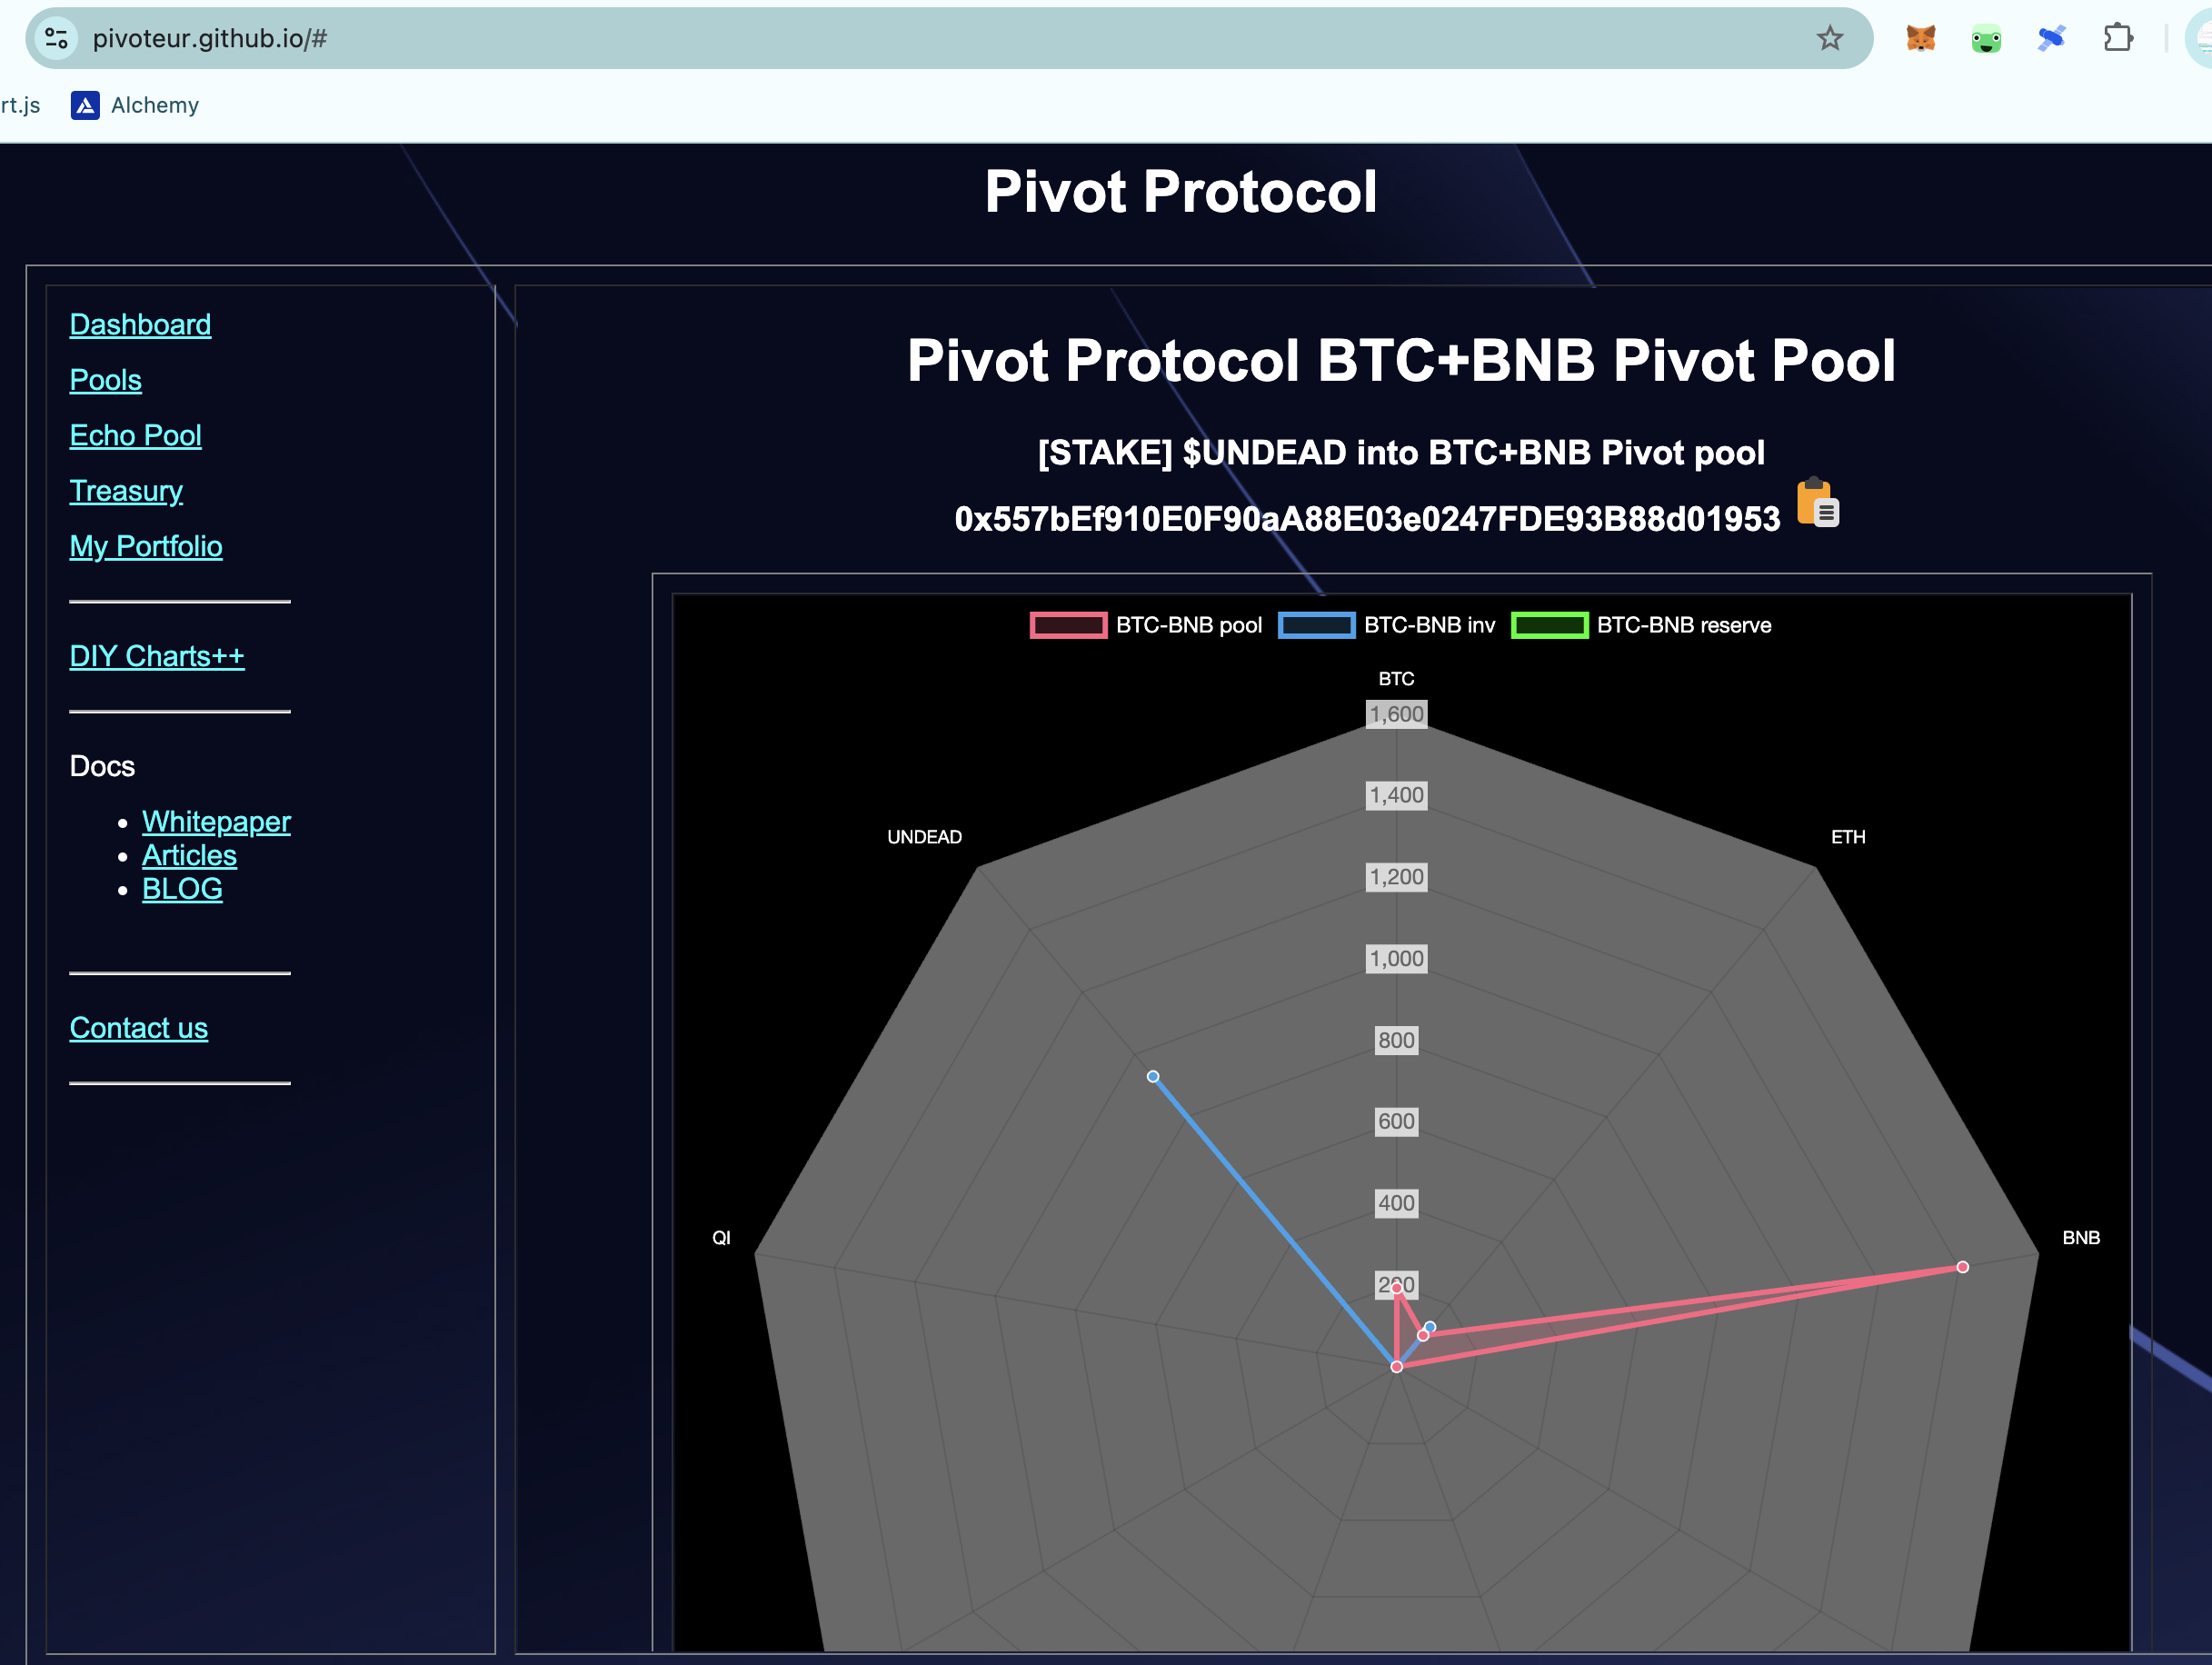 pivoteur.github.io/#
rt.js
Alchemy
Pivot Protocol
Dashboard
Pools
Echo Pool
Treasury
My Portfolio
DIY Charts++
Docs
Whitepaper
Articles
BLOG
Contact us
Pivot Protocol BTC+BNB Pivot Pool
[STAKE] $UNDEAD into BTC+BNB Pivot pool
0x557bEf910E0F90aA88E03e0247FDE93B88d01953
BTC-BNB pool
BTC-BNB inv
BTC-BNB reserve
BTC
1,600
1,400
UNDEAD
ETH
1,200
1,000
800
600
400
QI
BNB
200